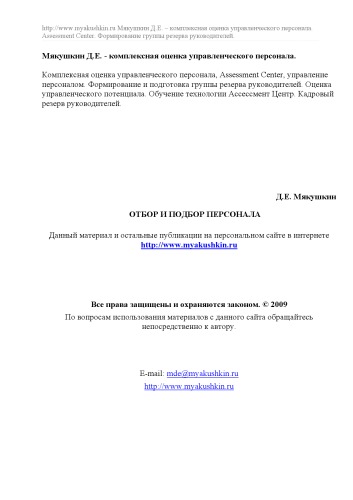 http://www.myakushkin.ru Мякушкин Д.Е. – комплексная оценка управленческого персонала
Assessment Center. Формирование группы резерва руководителей.
Мякушкин Д.Е. - комплексная оценка управленческого персонала.
Комплексная оценка управленческого персонала, Assessment Center, управление
персоналом. Формирование и подготовка группы резерва руководителей. Оценка
управленческого потенциала. Обучение технологии Ассессмент Центр. Кадровый
резерв руководителей.
Д.Е. Мякушкин
ОТБОР И ПОДБОР ПЕРСОНАЛА
Данный материал и остальные публикации на персональном сайте в интернете
http://www.myakushkin.ru
Все права защищены и охраняются законом. © 2009
По вопросам использования материалов с данного сайта обращайтесь
непосредственно к автору.
E-mail: mde@myakushkin.ru
http://www.myakushkin.ru